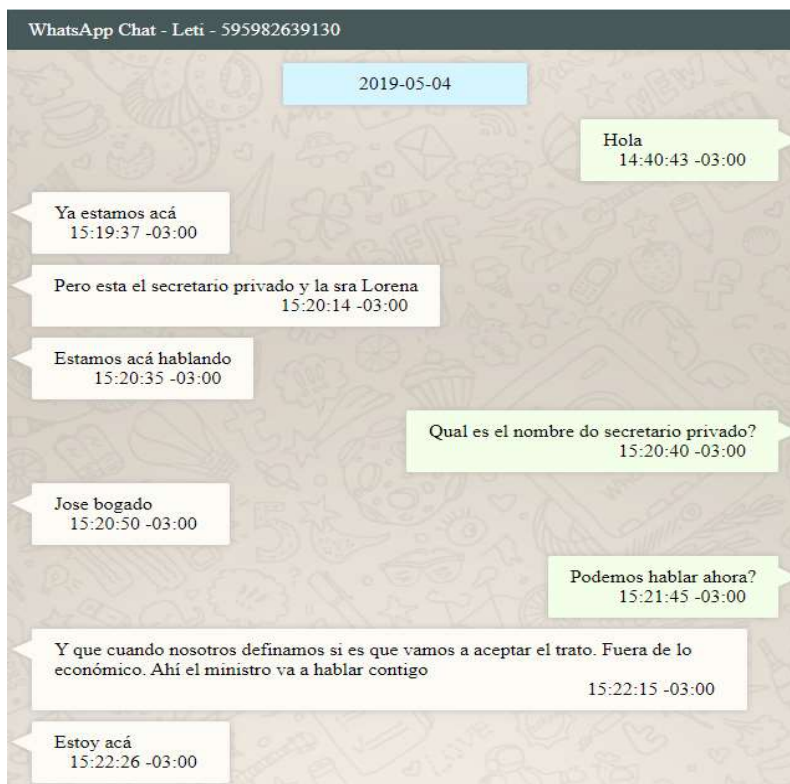 WhatsApp Chat - Leti - 595982639130
2019-05-04
Hola
14:40:43 -03:00
Ya estamos acá
15:19:37 -03:00
Pero esta el secretario privado y la sra Lorena
15:20:14 -03:00
Estamos acá hablando
15:20:35 -03:00
Qual es el nombre do secretario privado?
15:20:40 -03:00
Jose bogado
15:20:50 -03:00
Podemos hablar ahora?
15:21:45 -03:00
Y que cuando nosotros definamos si es que vamos a aceptar el trato. Fuera de lo
económico. Ahí el ministro va a hablar contigo
15:22:15 -03:00
Estoy acá
15:22:26 -03:00